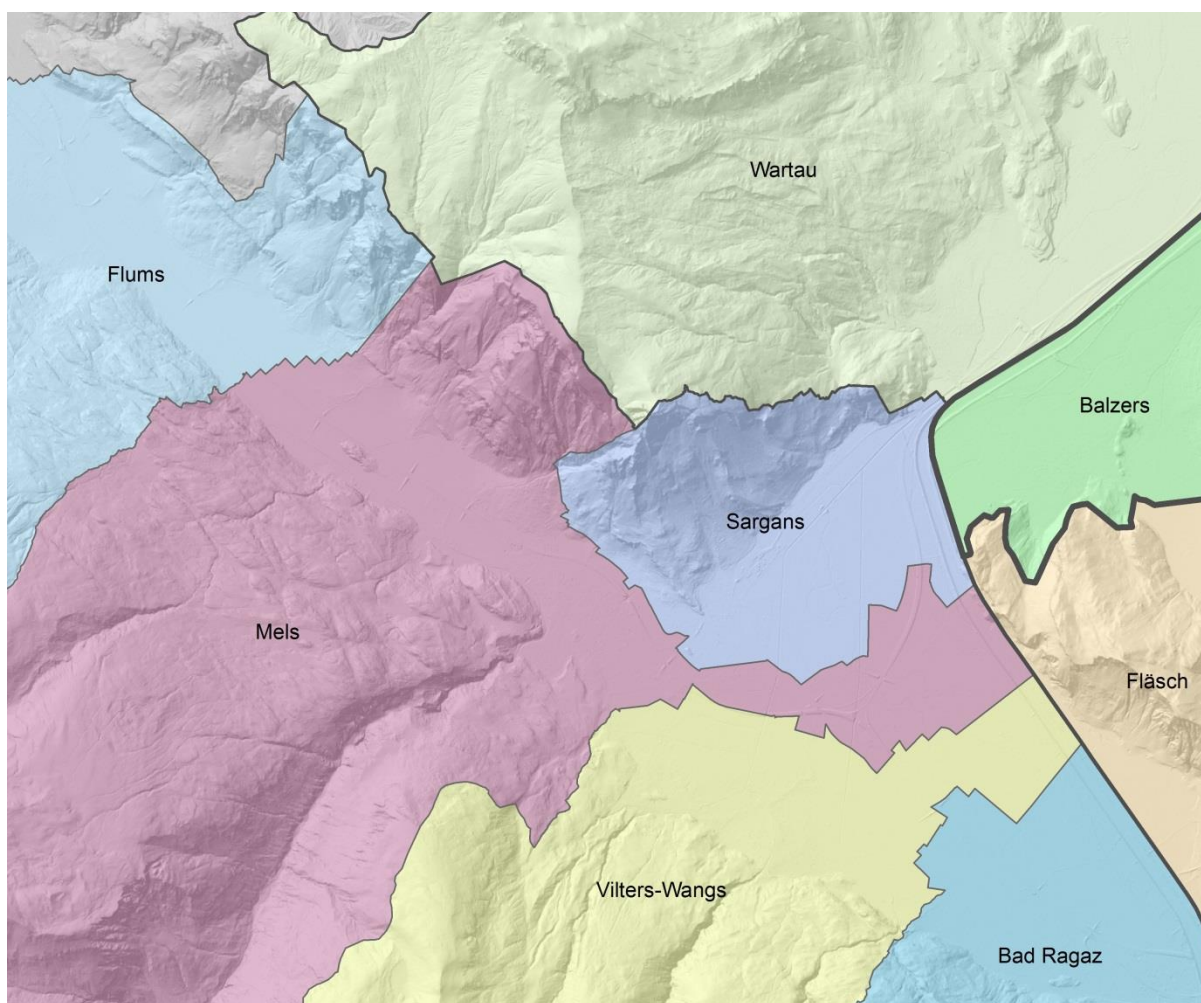 Wartau
Flums
Balzers
Sargans
Mels
Fläsch
Vilters-Wangs
Bad Ragaz